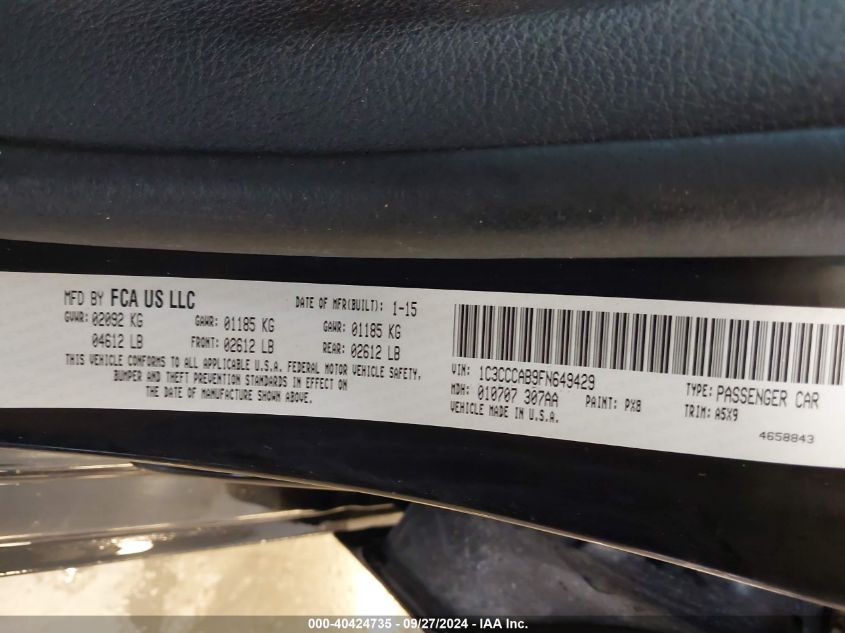 MFD BY FCA US LLC DATE OF MFR(BUILT): 1-15
GVWR: 02092 KG GAWR: 01185 KG GAWR: 01185 KG
04612 LB FRONT: 02612 LB REAR: 02612 LB
THIS VEHICLE CONFORMS TO ALL APPLICABLE U.S.A. FEDERAL MOTOR VEHICLE SAFETY,
BUMPER AND THEFT PREVENTION STANDARDS IN EFFECT ON
THE DATE OF MANUFACTURE SHOWN ABOVE.
VIN: 1C3CCCAB9FN649429 TYPE: PASSENGER CAR
MDH: 010707 307AA PAINT: PX8 TRIM: A5X9
VEHICLE MADE IN U.S.A.
4658843
000-40424735 - 09/27/2024 - IAA Inc.